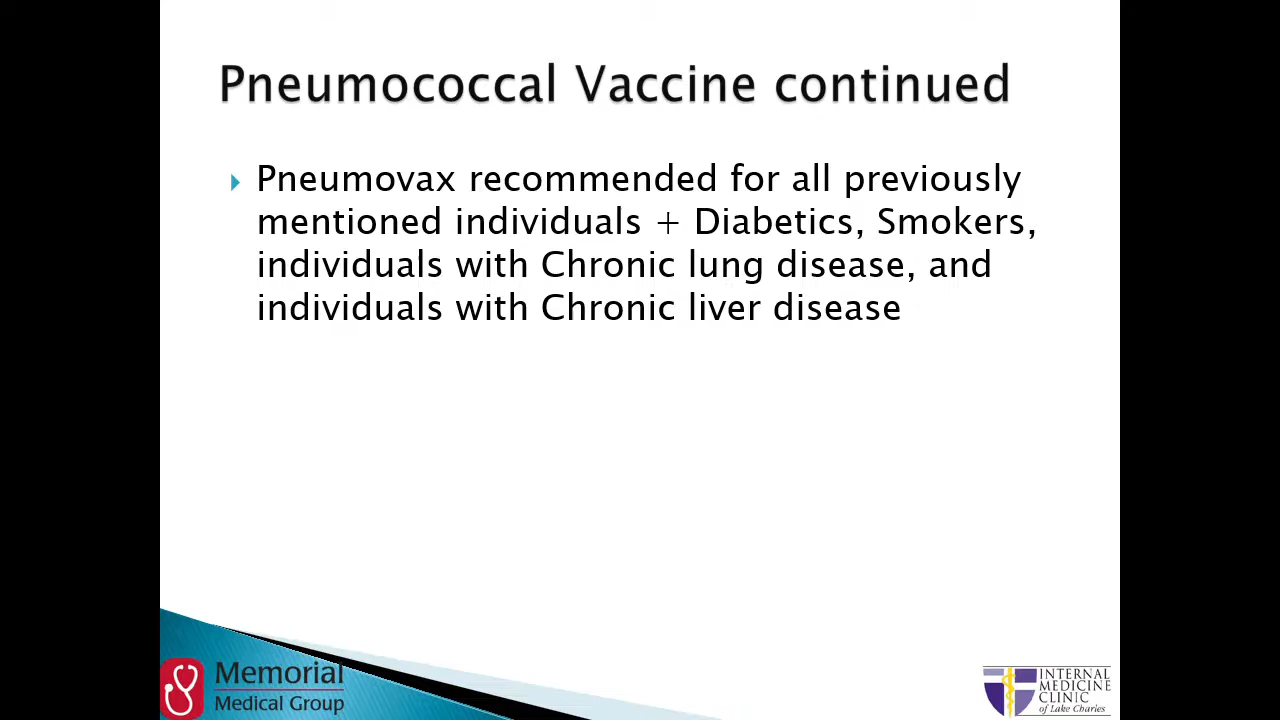 Pneumococcal Vaccine continued
Pneumovax recommended for all previously
mentioned individuals + Diabetics, Smokers,
individuals with Chronic lung disease, and
individuals with Chronic liver disease
Memorial
Medical Group
INTERNAL
MEDICINE
CLINIC
of Lake Charles